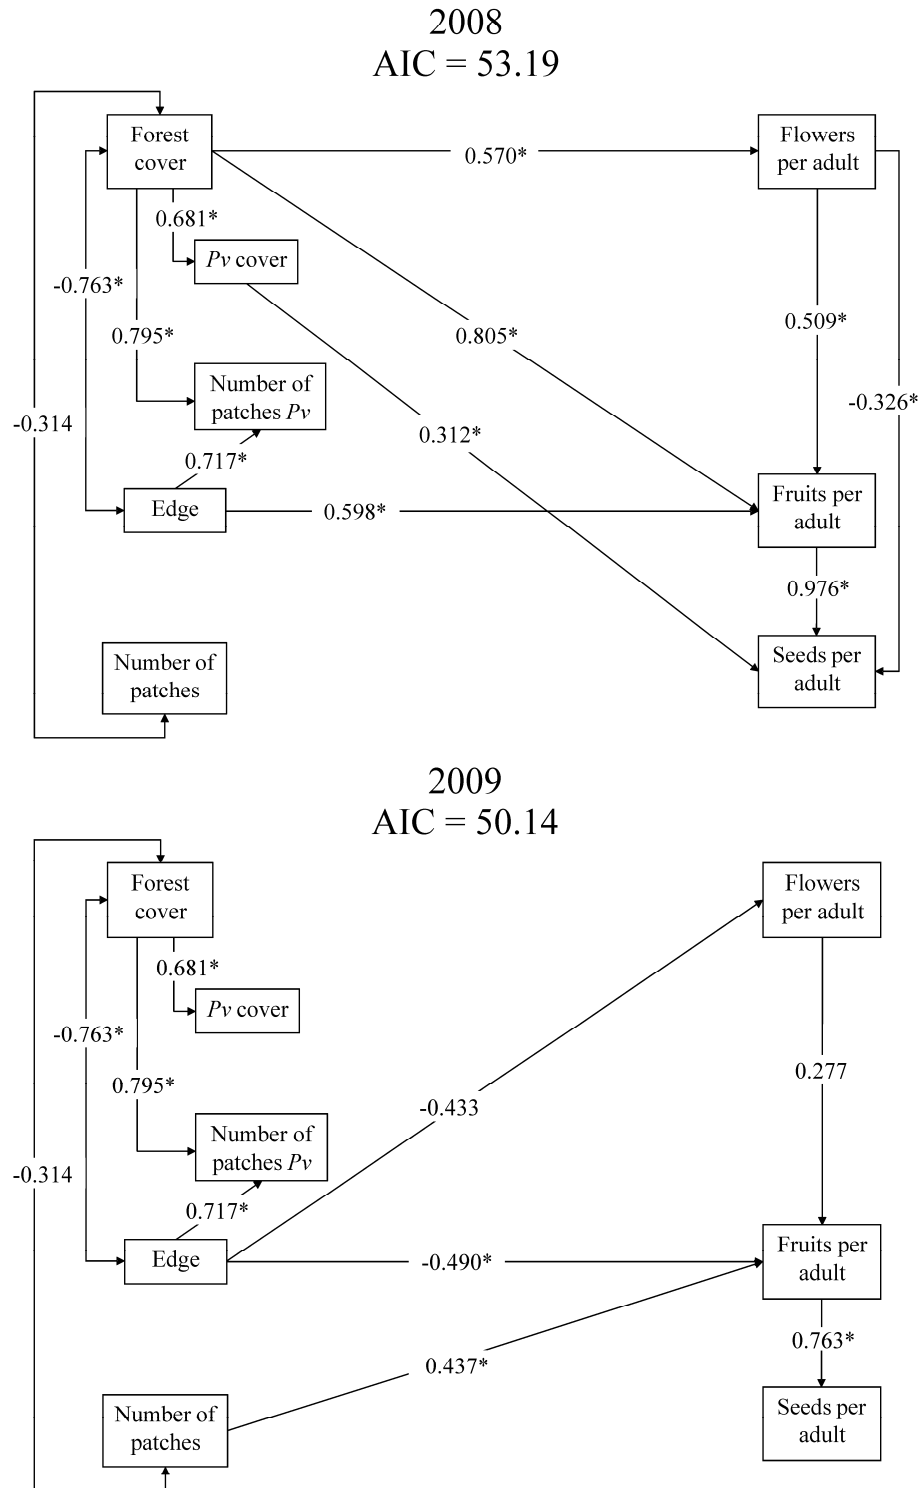 2008
AIC = 53.19
Forest
cover
Flowers
per adult
0.570*
0.681*
Pv cover
-0.763*
0.795*
0.805*
0.509*
Number of
patches Pv
-0.326*
-0.314
0.312*
0.717*
Edge
0.598*
Fruits per
adult
0.976*
Number of
patches
Seeds per
adult
2009
AIC = 50.14
Forest
cover
Flowers
per adult
0.681*
Pv cover
-0.763*
0.795*
0.277
-0.433
Number of
patches Pv
-0.314
0.717*
Edge
-0.490*
Fruits per
adult
0.763*
0.437*
Number of
patches
Seeds per
adult